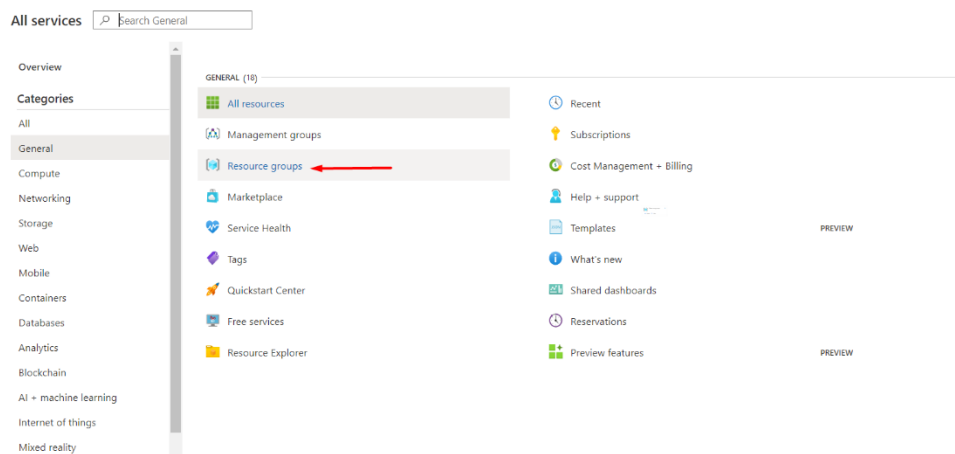 All services
Search General
Overview
Categories
All
General
Compute
Networking
Storage
Web
Mobile
Containers
Databases
Analytics
Blockchain
AI + machine learning
Internet of things
Mixed reality
GENERAL (18)
All resources
Management groups
Resource groups
Marketplace
Service Health
Tags
Quickstart Center
Free services
Resource Explorer
Recent
Subscriptions
Cost Management + Billing
Help + support
Templates PREVIEW
What's new
Shared dashboards
Reservations
Preview features PREVIEW